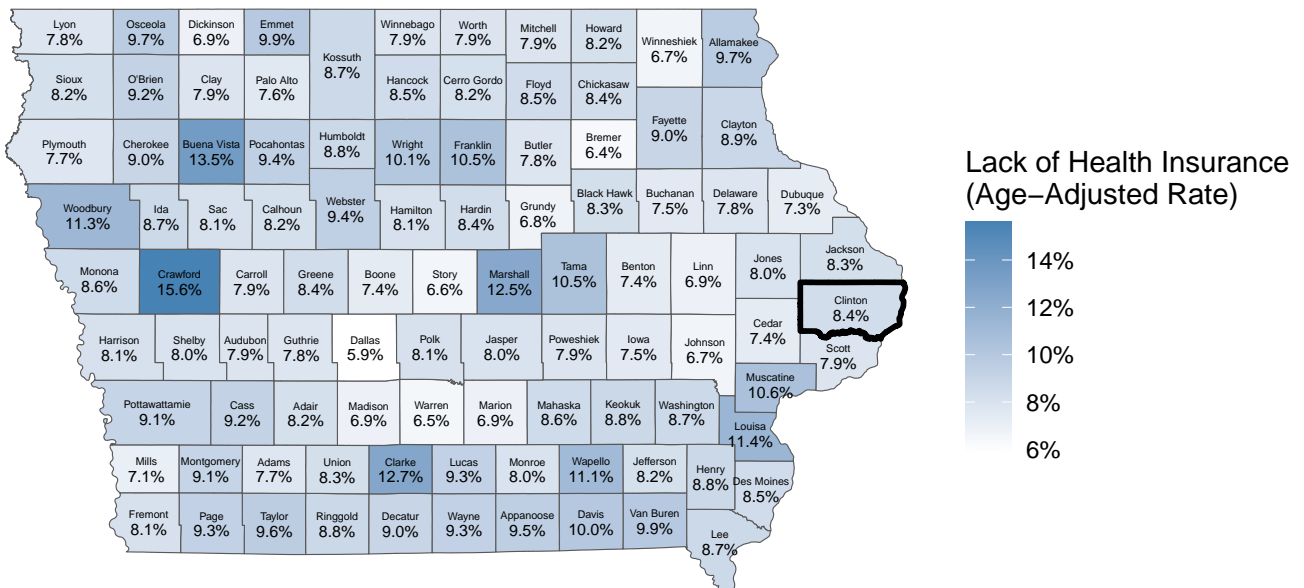 Lyon
7.8%
Osceola
9.7%
Dickinson
6.9%
Emmet
9.9%
Kossuth
8.7%
Winnebago
7.9%
Worth
7.9%
Mitchell
7.9%
Howard
8.2%
Winneshiek
6.7%
Allamakee
9.7%
Sioux
8.2%
O'Brien
9.2%
Clay
7.9%
Palo Alto
7.6%
Hancock
8.5%
Cerro Gordo
8.2%
Floyd
8.5%
Chickasaw
8.4%
Fayette
9.0%
Clayton
8.9%
Plymouth
7.7%
Cherokee
9.0%
Buena Vista
13.5%
Pocahontas
9.4%
Humboldt
8.8%
Wright
10.1%
Franklin
10.5%
Butler
7.8%
Bremer
6.4%
Woodbury
11.3%
Ida
8.7%
Sac
8.1%
Calhoun
8.2%
Webster
9.4%
Hamilton
8.1%
Hardin
8.4%
Grundy
6.8%
Black Hawk
8.3%
Buchanan
7.5%
Delaware
7.8%
Dubuque
7.3%
Monona
8.6%
Crawford
15.6%
Carroll
7.9%
Greene
8.4%
Boone
7.4%
Story
6.6%
Marshall
12.5%
Tama
10.5%
Benton
7.4%
Linn
6.9%
Jones
8.0%
Jackson
8.3%
Clinton
8.4%
Harrison
8.1%
Shelby
8.0%
Audubon
7.9%
Guthrie
7.8%
Dallas
5.9%
Polk
8.1%
Jasper
8.0%
Poweshiek
7.9%
Iowa
7.5%
Johnson
6.7%
Cedar
7.4%
Scott
7.9%
Muscatine
10.6%
Pottawattamie
9.1%
Cass
9.2%
Adair
8.2%
Madison
6.9%
Warren
6.5%
Marion
6.9%
Mahaska
8.6%
Keokuk
8.8%
Washington
8.7%
Louisa
11.4%
Mills
7.1%
Montgomery
9.1%
Adams
7.7%
Union
8.3%
Clarke
12.7%
Lucas
9.3%
Monroe
8.0%
Wapello
11.1%
Jefferson
8.2%
Henry
8.8%
Des Moines
8.5%
Fremont
8.1%
Page
9.3%
Taylor
9.6%
Ringgold
8.8%
Decatur
9.0%
Wayne
9.3%
Appanoose
9.5%
Davis
10.0%
Van Buren
9.9%
Lee
8.7%
Lack of Health Insurance
(Age−Adjusted Rate)
14%
12%
10%
8%
6%